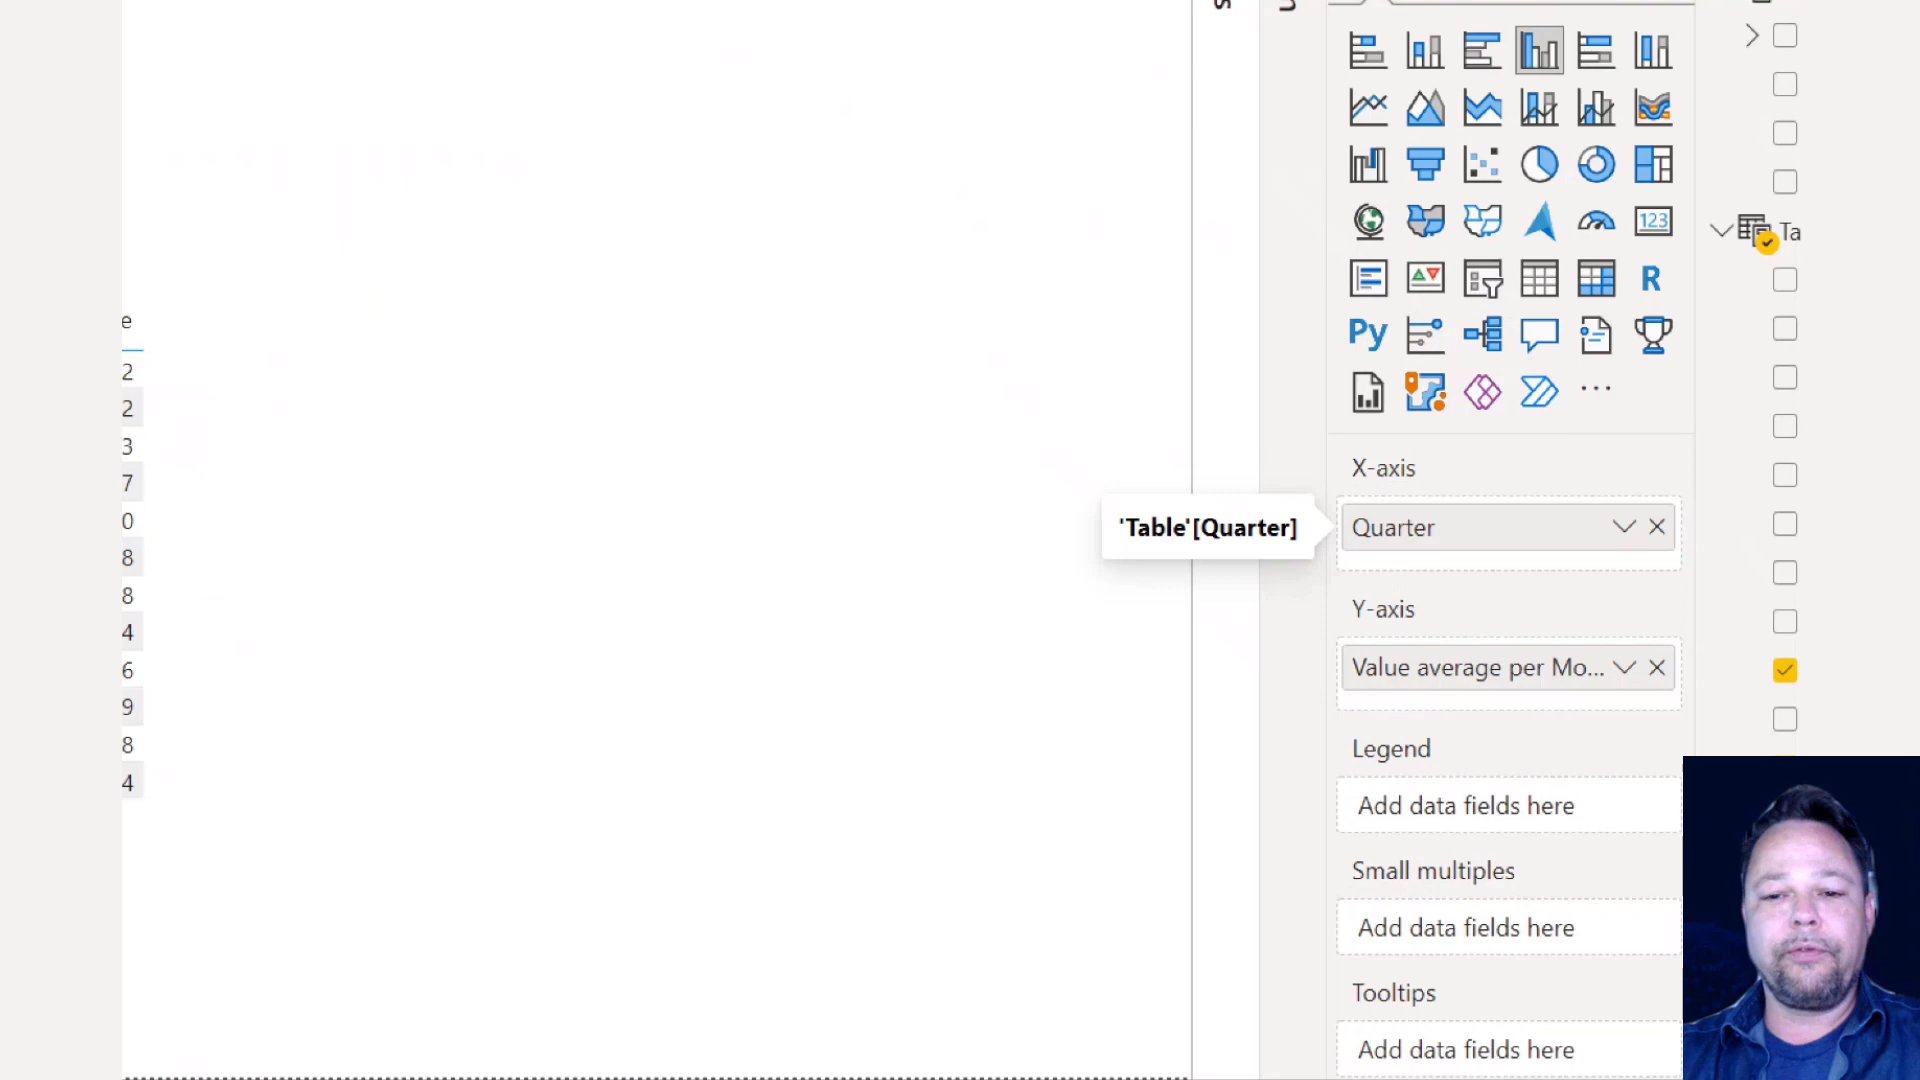 123
Ta
R
Py
e
2
2
3
7
0
8
8
4
6
9
8
4
X-axis
'Table'[Quarter]
Quarter
Y-axis
Value average per Mo...
Legend
Add data fields here
Small multiples
Add data fields here
Tooltips
Add data fields here